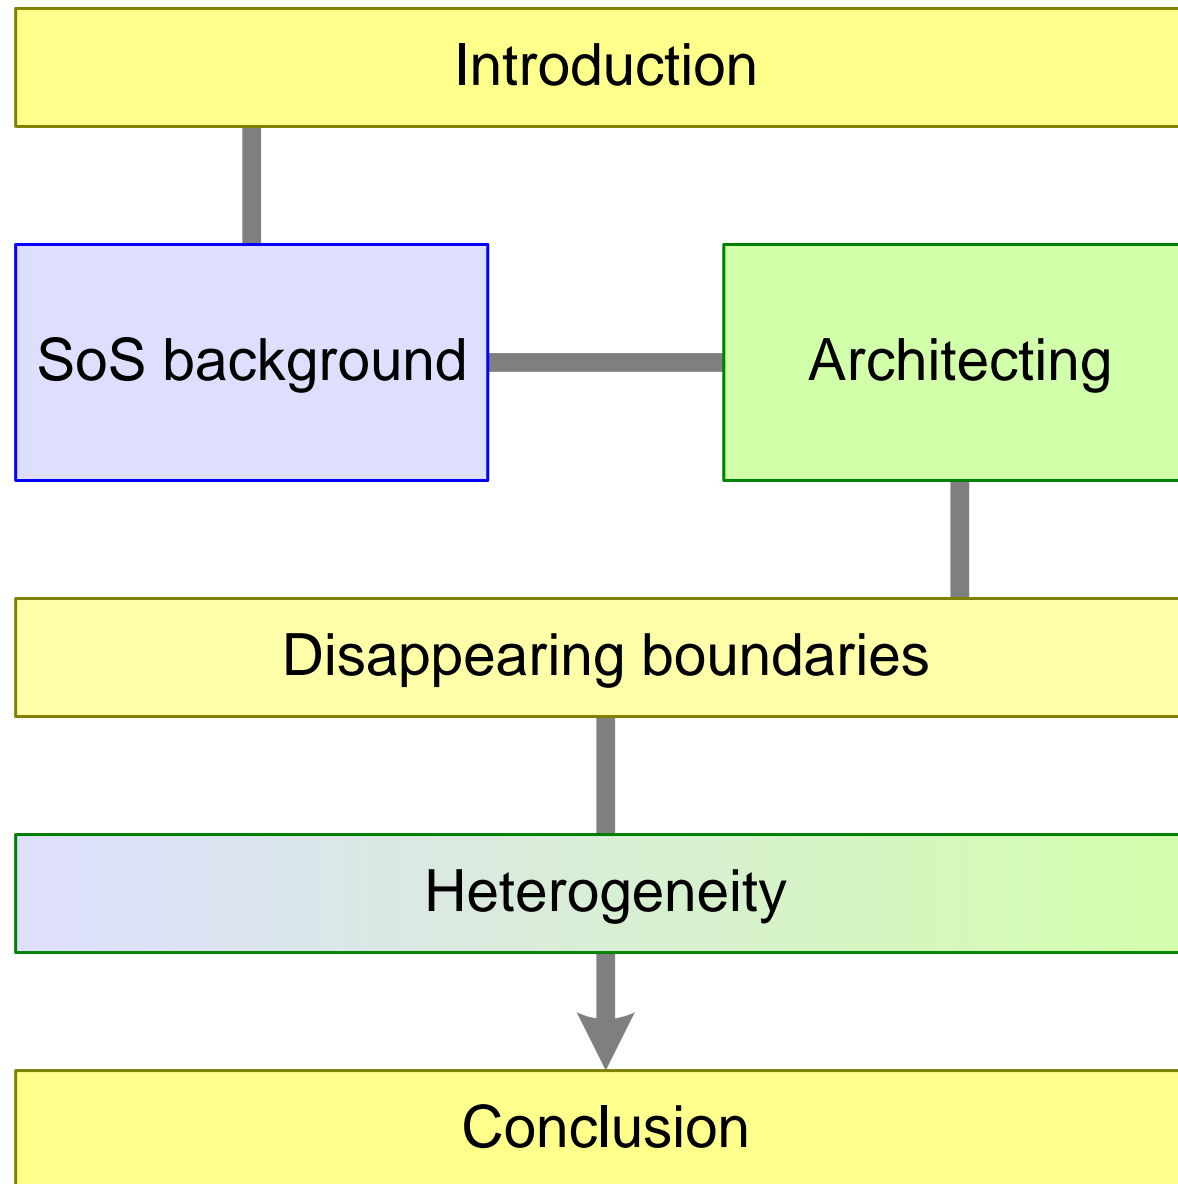 Introduction
SoS background
Architecting
Disappearing boundaries
Heterogeneity
Conclusion